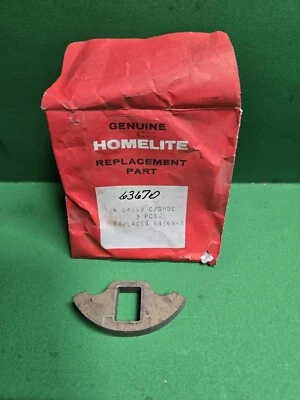 GENUINE
HOMELITE
REPLACEMENT
PART
63670
C/SHOE
3 PCS.
REPLACES